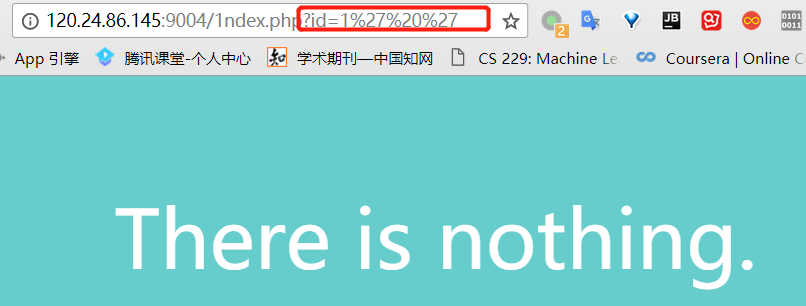 120.24.86.145:9004/1ndex.php?id=1%27%20%27
2
JB
0101
0011
App 引擎
腾讯课堂-个人中心
知
学术期刊—中国知网
CS 229: Machine Le
Coursera | Online C
There is nothing.